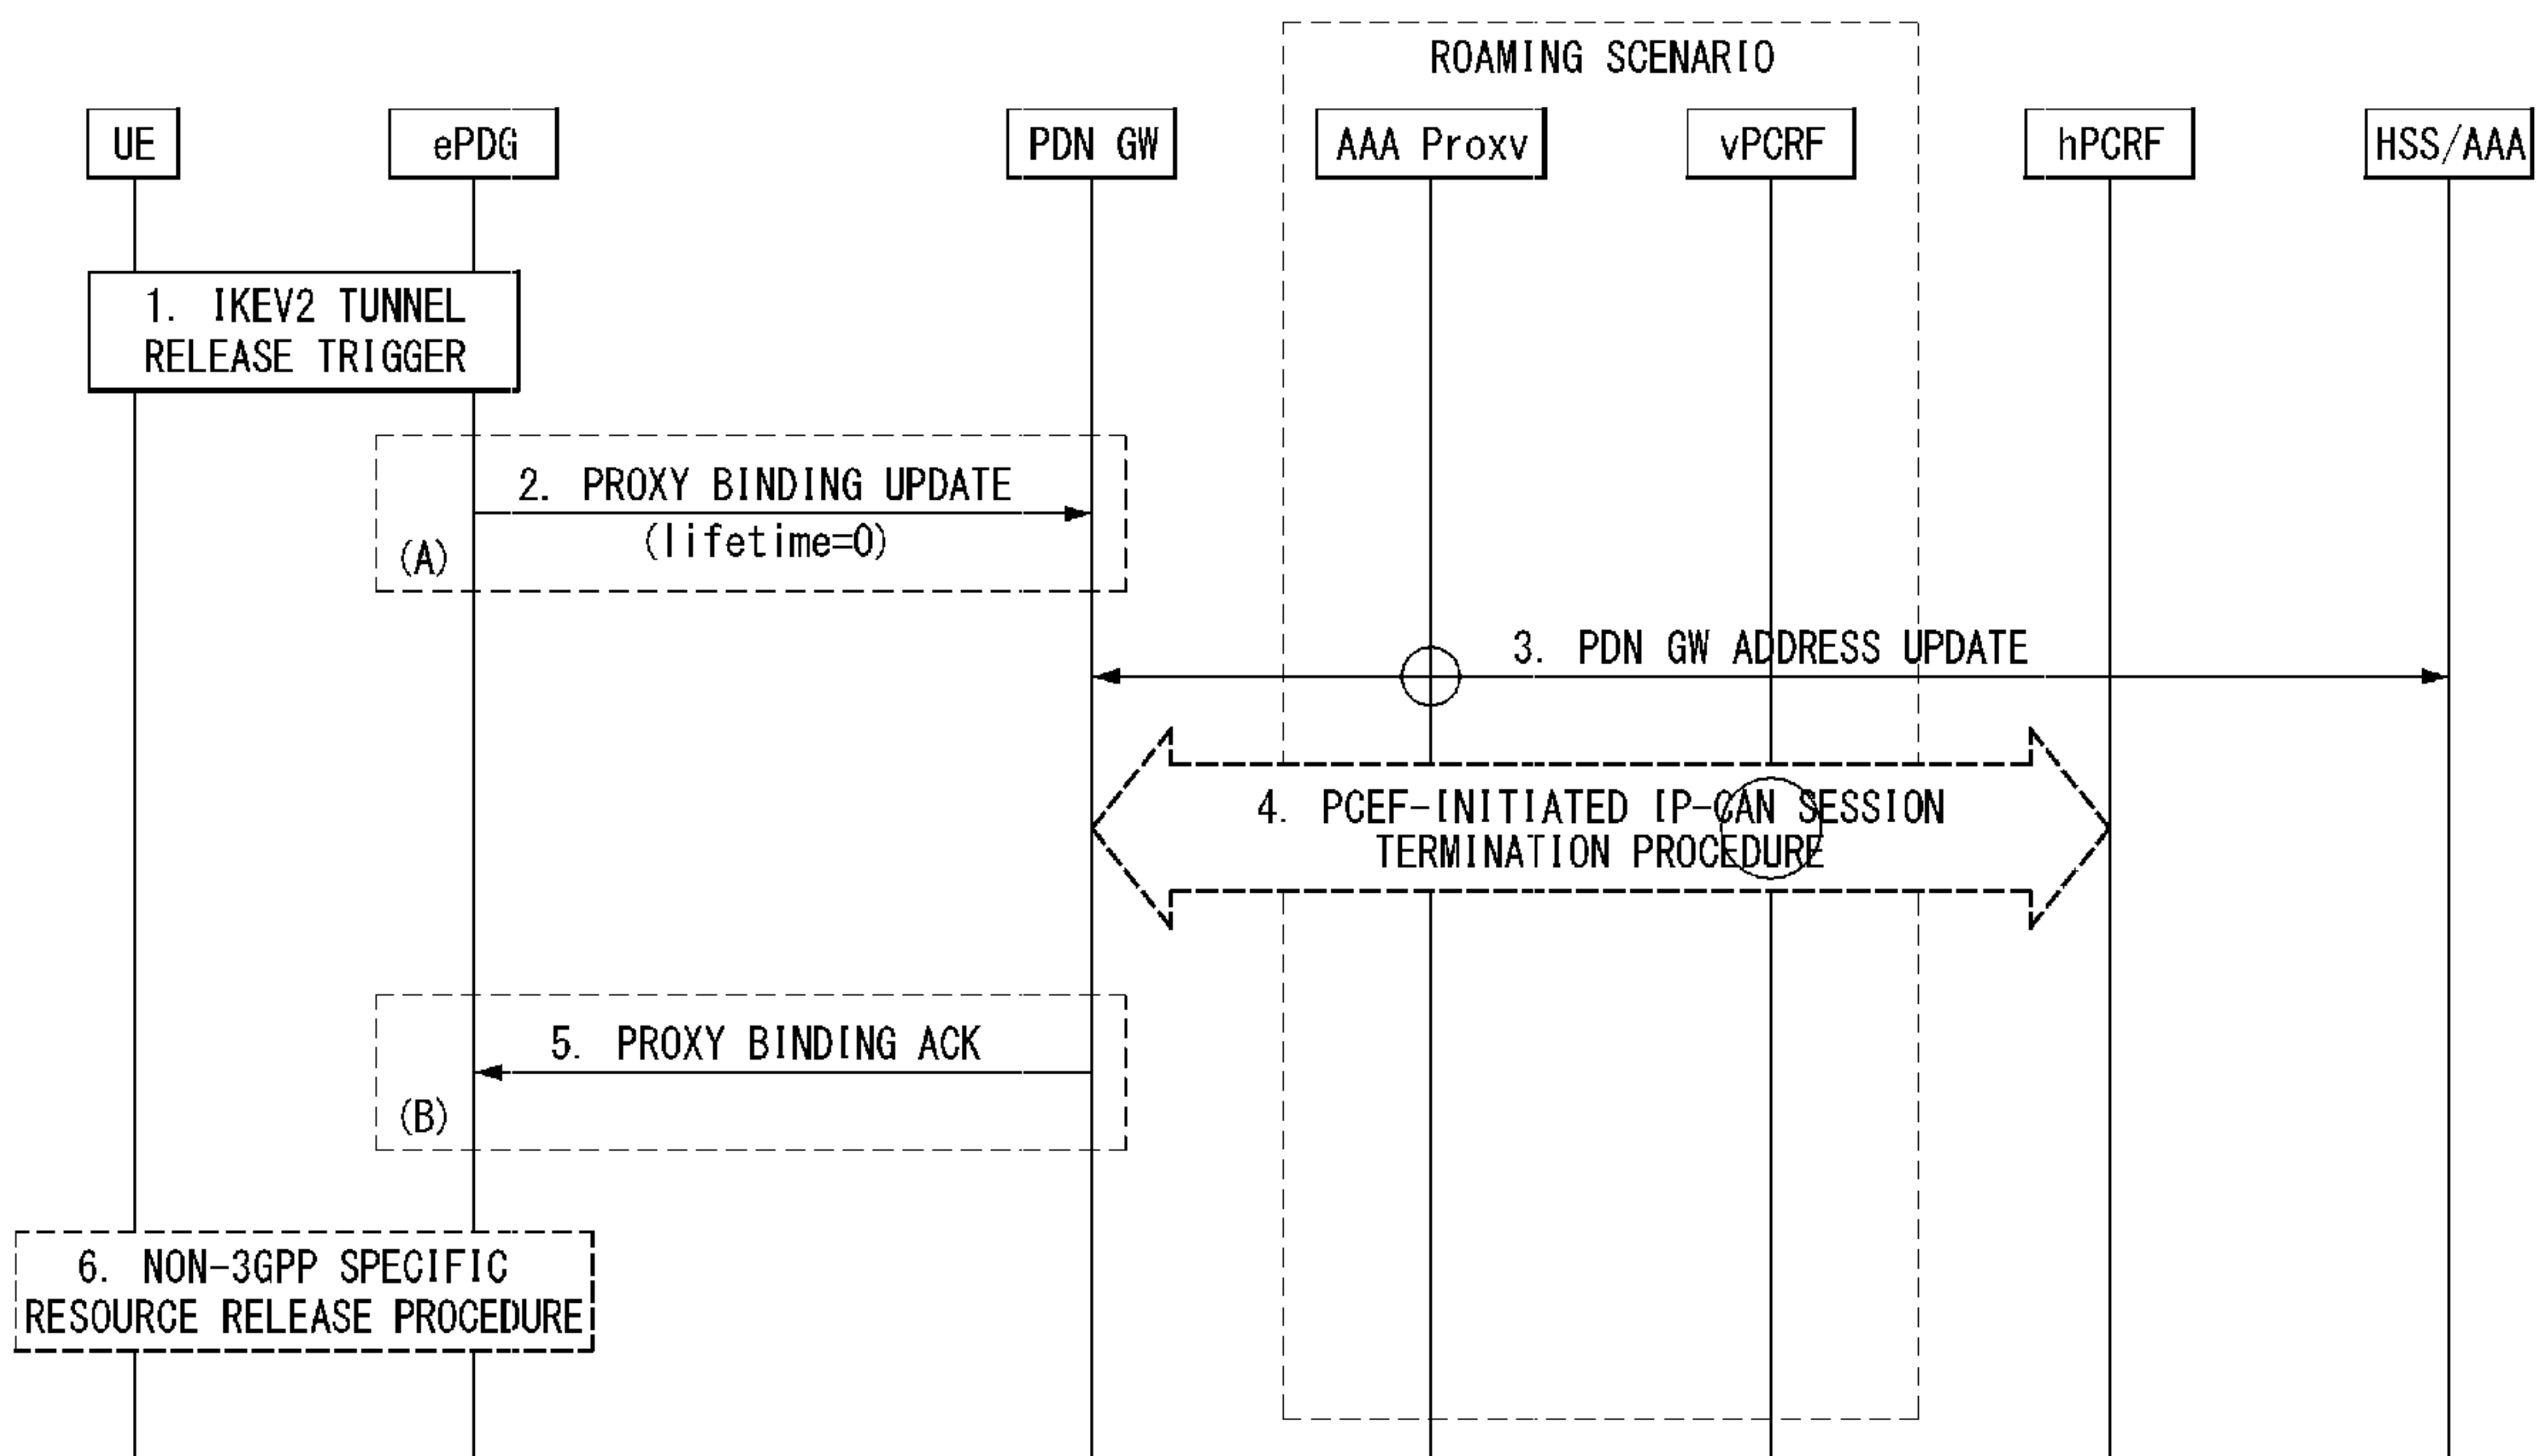 ROAMING SCENARIO
UE
ePDG
PDN GW
AAA Proxv
vPCRF
hPCRF
HSS/AAA
1. IKEV2 TUNNEL
RELEASE TRIGGER
2. PROXY BINDING UPDATE
(lifetime=0)
(A)
3. PDN GW ADDRESS UPDATE
4. PCEF-INITIATED IP-CAN SESSION
TERMINATION PROCEDURE
5. PROXY BINDING ACK
(B)
6. NON-3GPP SPECIFIC
RESOURCE RELEASE PROCEDURE